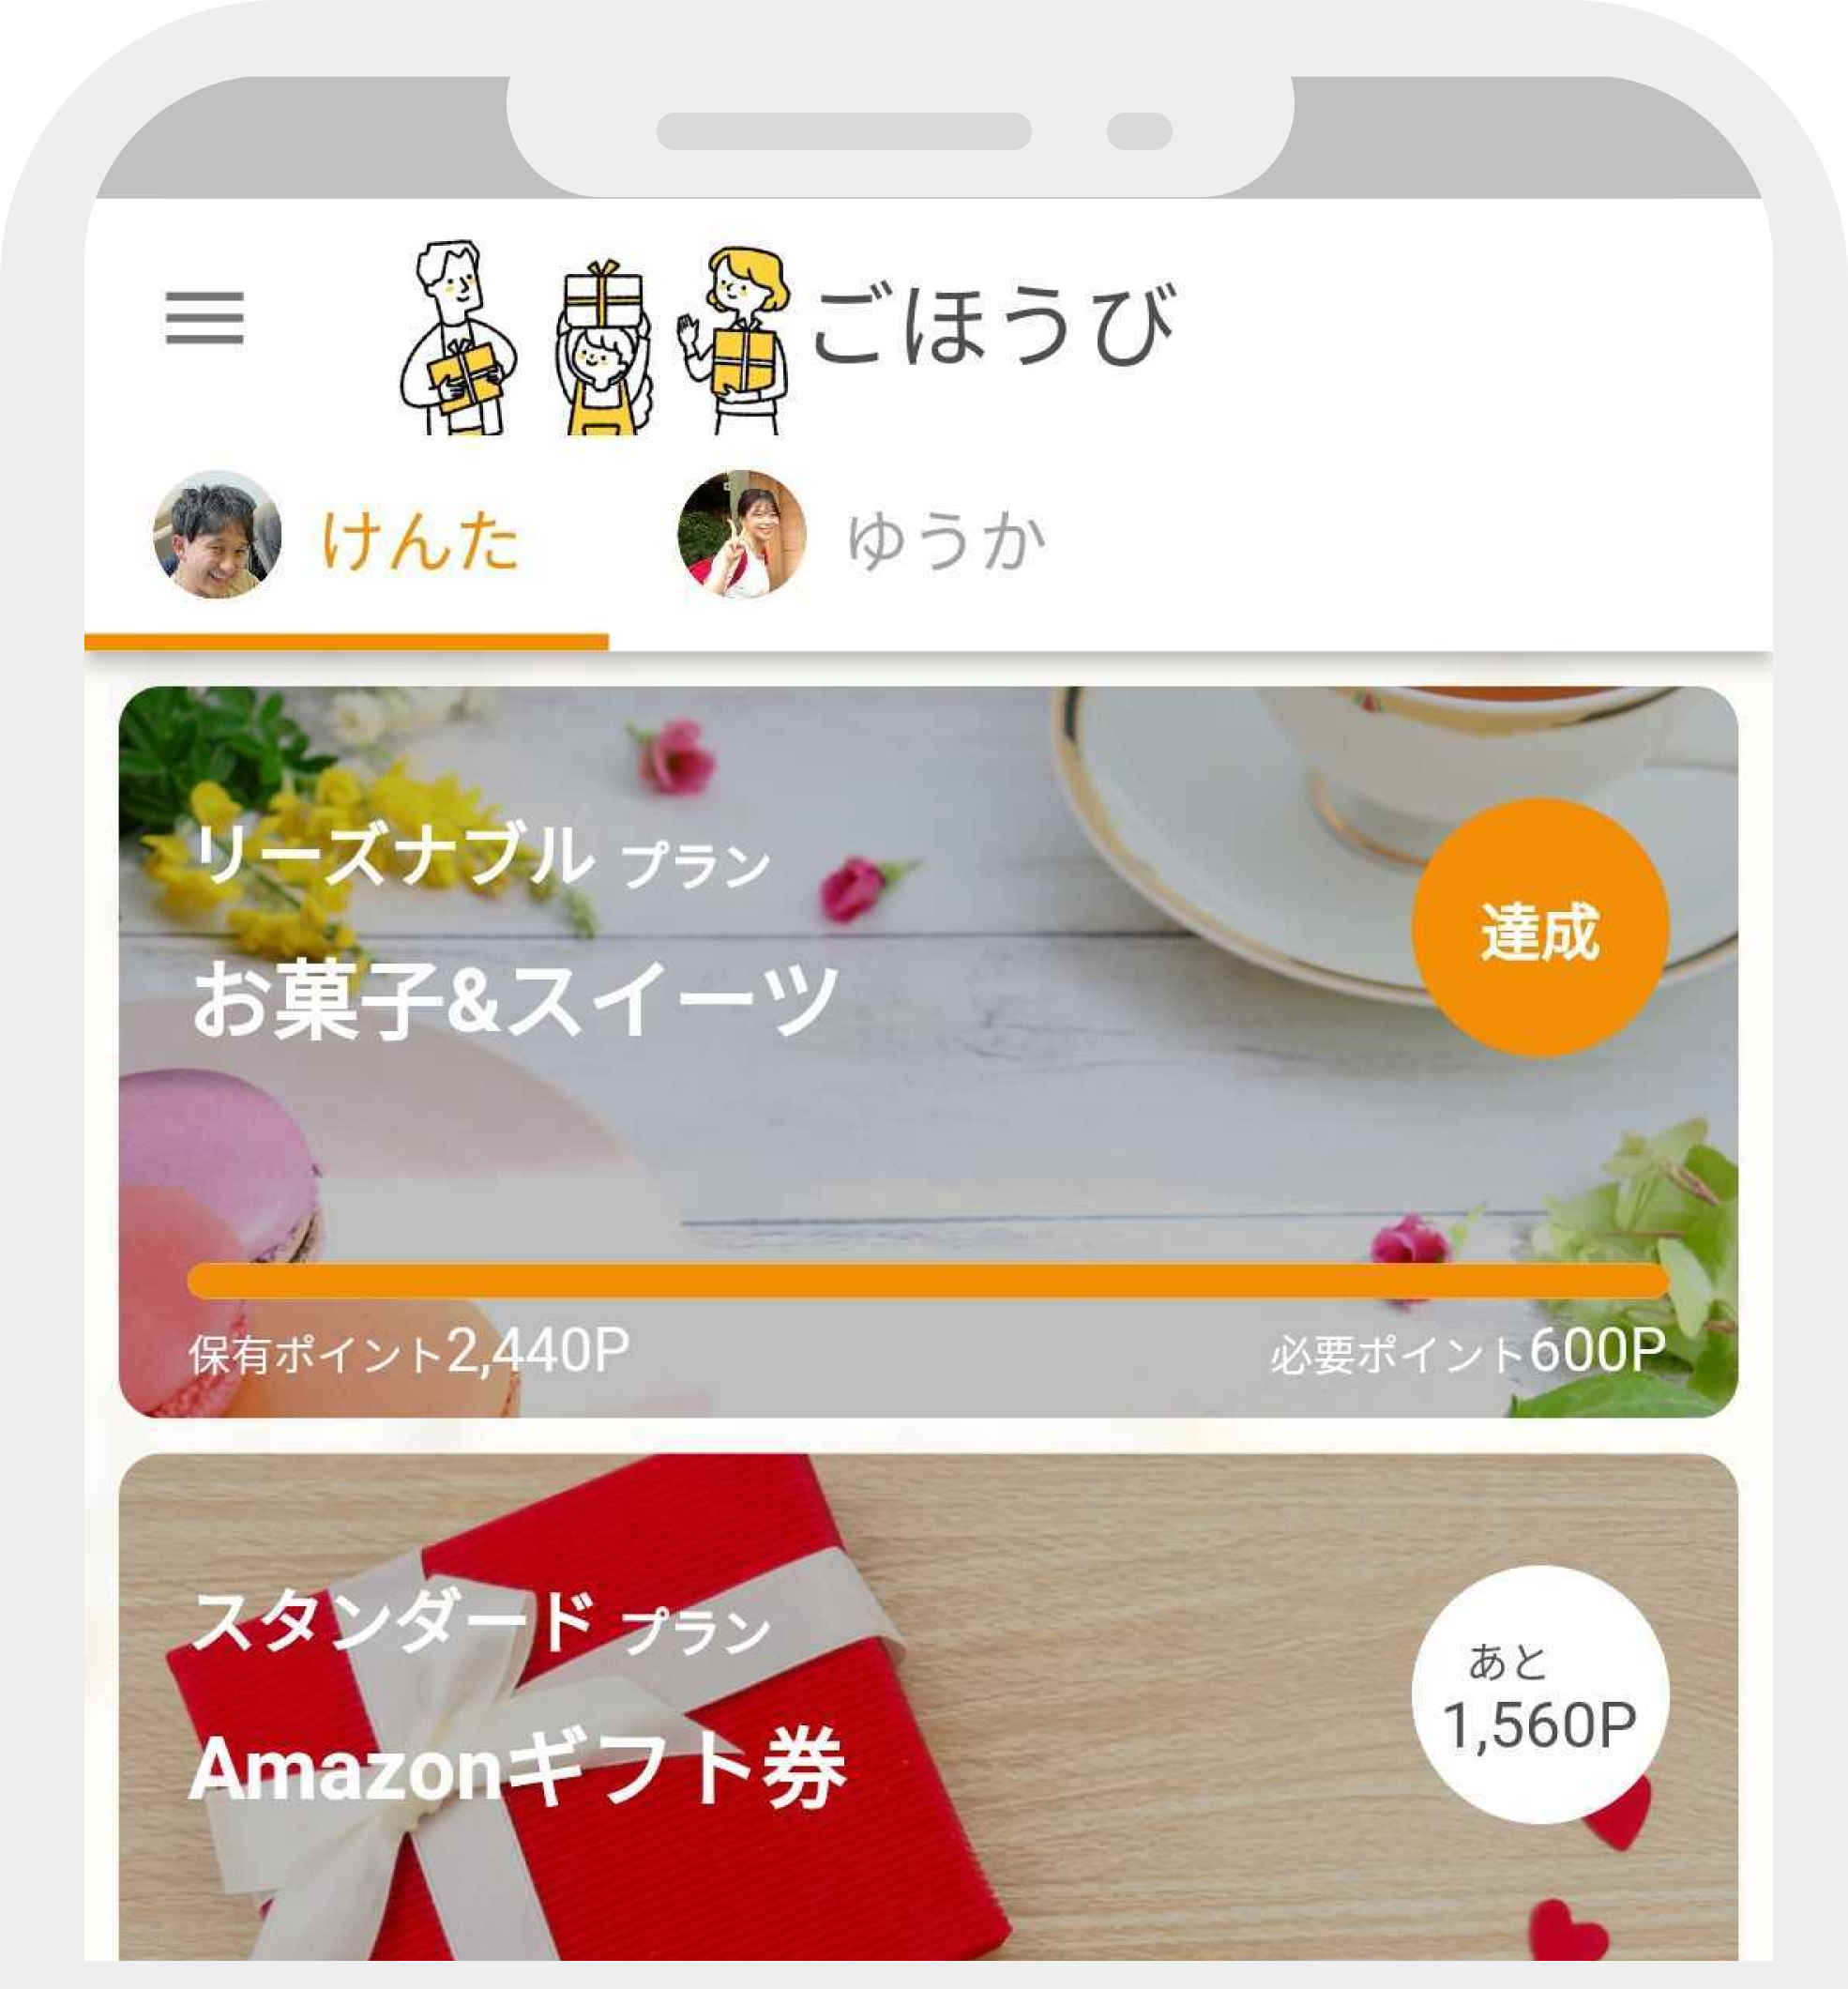 ごほうび
けんた ゆうか
リーズナブル プラン
お菓子&スイーツ
達成
保有ポイント2,440P 必要ポイント600P
スタンダード プラン
Amazonギフト券
あと
1,560P